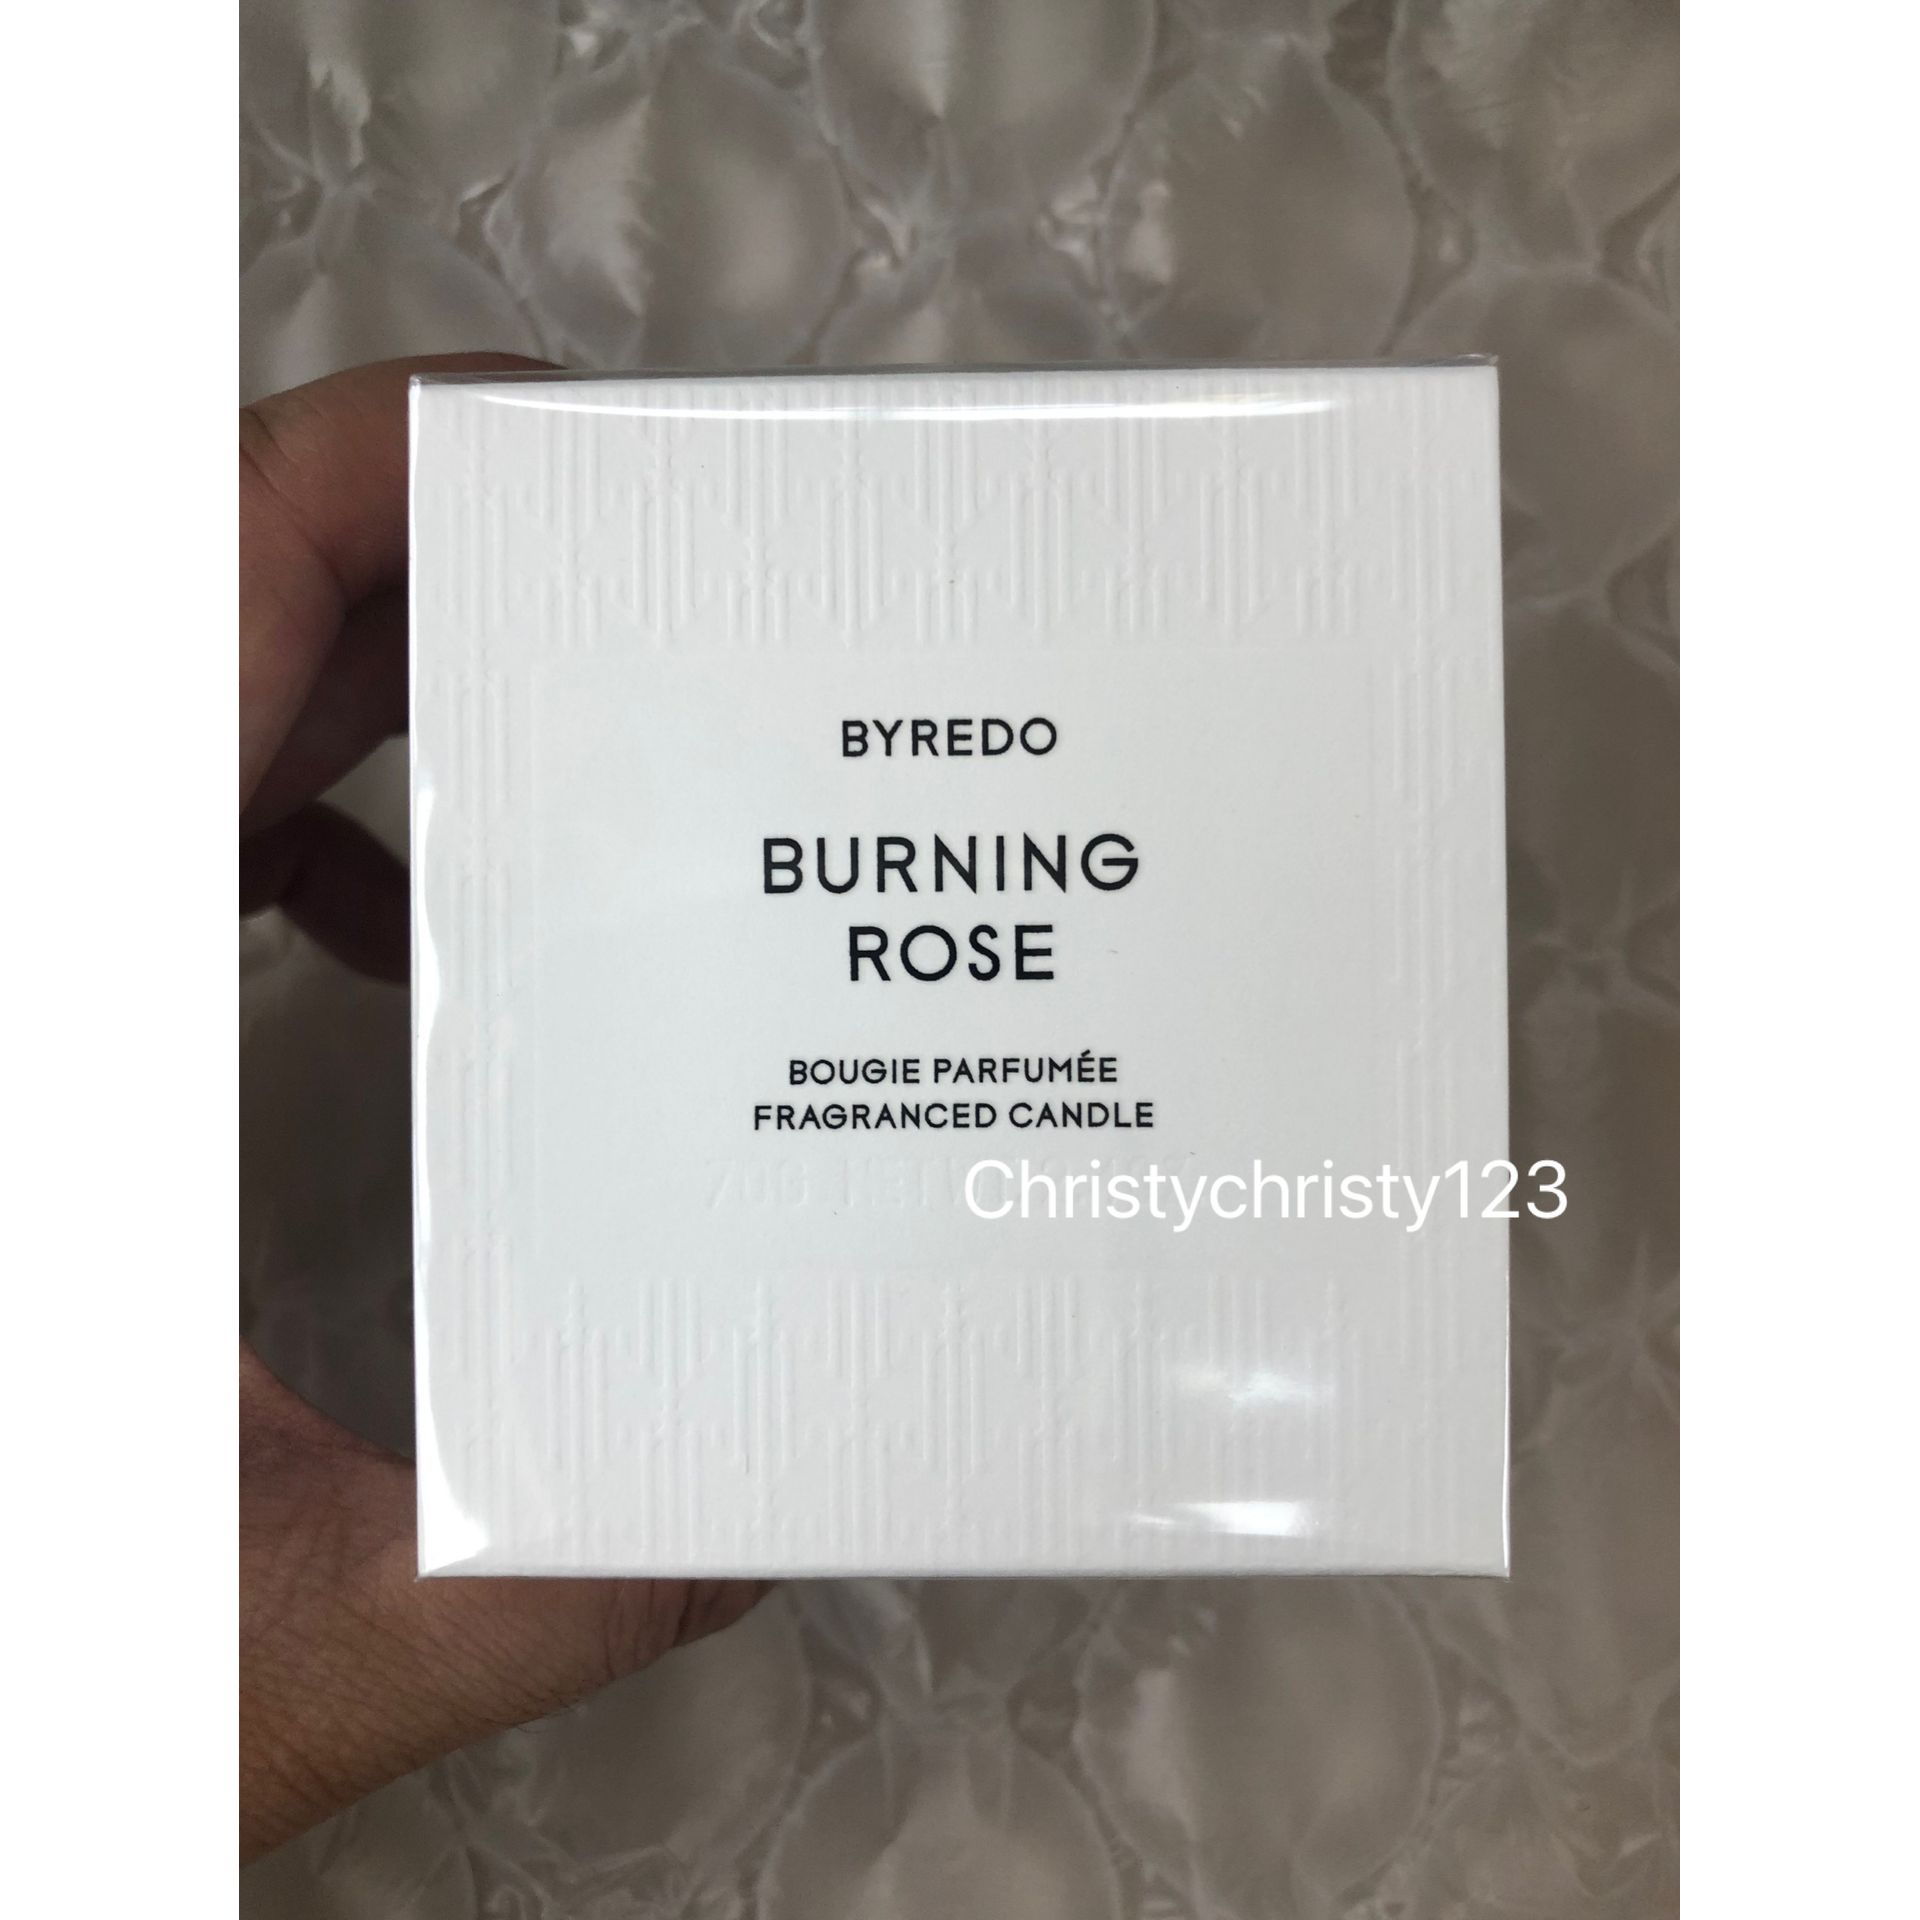 BYREDO
BURNING
ROSE
BOUGIE PARFUMÉE
FRAGRANCED CANDLE
Christychristy123